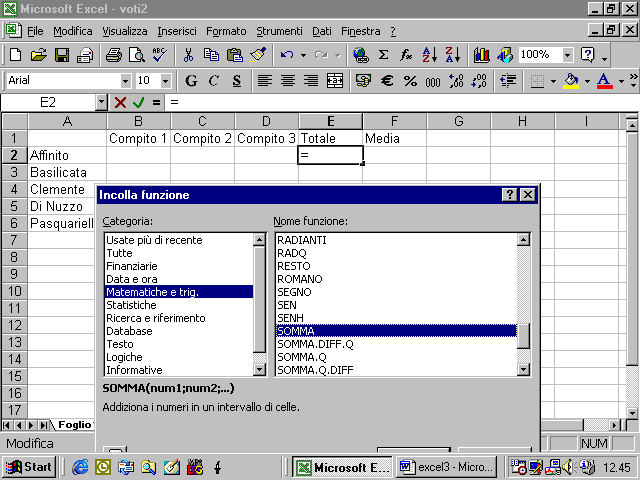 Microsoft Excel - voti2
File Modifica Visualizza Inserisci Formato Strumenti Dati Finestra ?
100%
Arial 10 G C S € % 000
E2 =
A B C D E F G H I
1 Compito 1 Compito 2 Compito 3 Totale Media
2 Affinito =
3 Basilicata
4 Clemente
5 Di Nuzzo
6 Pasquariell
7
8
9
10
11
12
13
14
15
16
17
Incolla funzione
Categoria: Nome funzione:
Usate più di recente
Tutte
Finanziarie
Data e ora
Matematiche e trig.
Statistiche
Ricerca e riferimento
Database
Testo
Logiche
Informative
RADIANTI
RADQ
RESTO
ROMANO
SEGNO
SEN
SENH
SOMMA
SOMMA.DIFF.Q
SOMMA.Q
SOMMA.Q.DIFF
SOMMA(num1;num2;...)
Addiziona i numeri in un intervallo di celle.
Foglio
Modifica NUM
Start Microsoft E... excel3 - Micro... 12.45